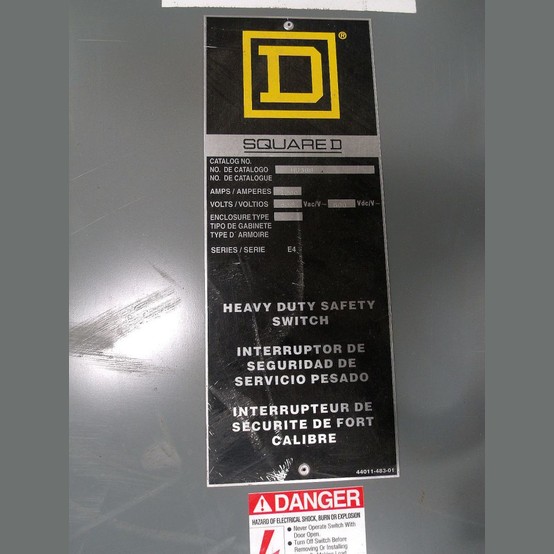 D®
SQUARE D
CATALOG NO.
NO. DE CATALOGO
NO. DE CATALOGUE
AMPS / AMPERES
VOLTS / VOLTIOS Vac/V~ Vdc/V⎓
ENCLOSURE TYPE
TIPO DE GABINETE
TYPE D' ARMOIRE
SERIES / SERIE E4
HEAVY DUTY SAFETY
SWITCH
INTERRUPTOR DE
SEGURIDAD DE
SERVICIO PESADO
INTERRUPTEUR DE
SÉCURITE DE FORT
CALIBRE
44011-483-01
DANGER
HAZARD OF ELECTRICAL SHOCK, BURN OR EXPLOSION
● Never Operate Switch With
Door Open.
● Turn Off Switch Before
Removing Or Installing